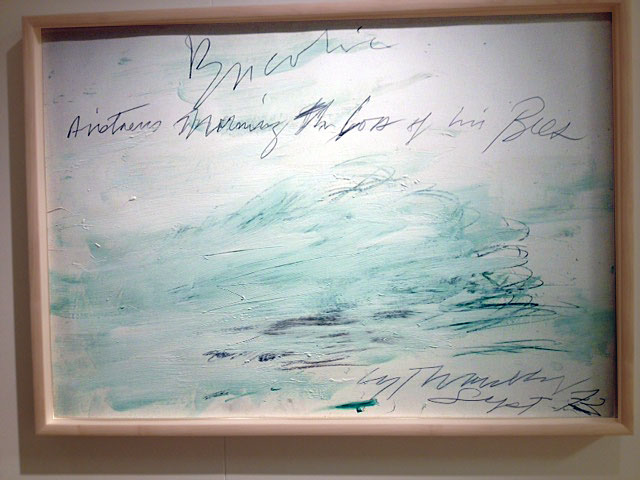 Bucolic
Aristaeus Mourning the Loss of his Bees
Cy Twombly
Sept